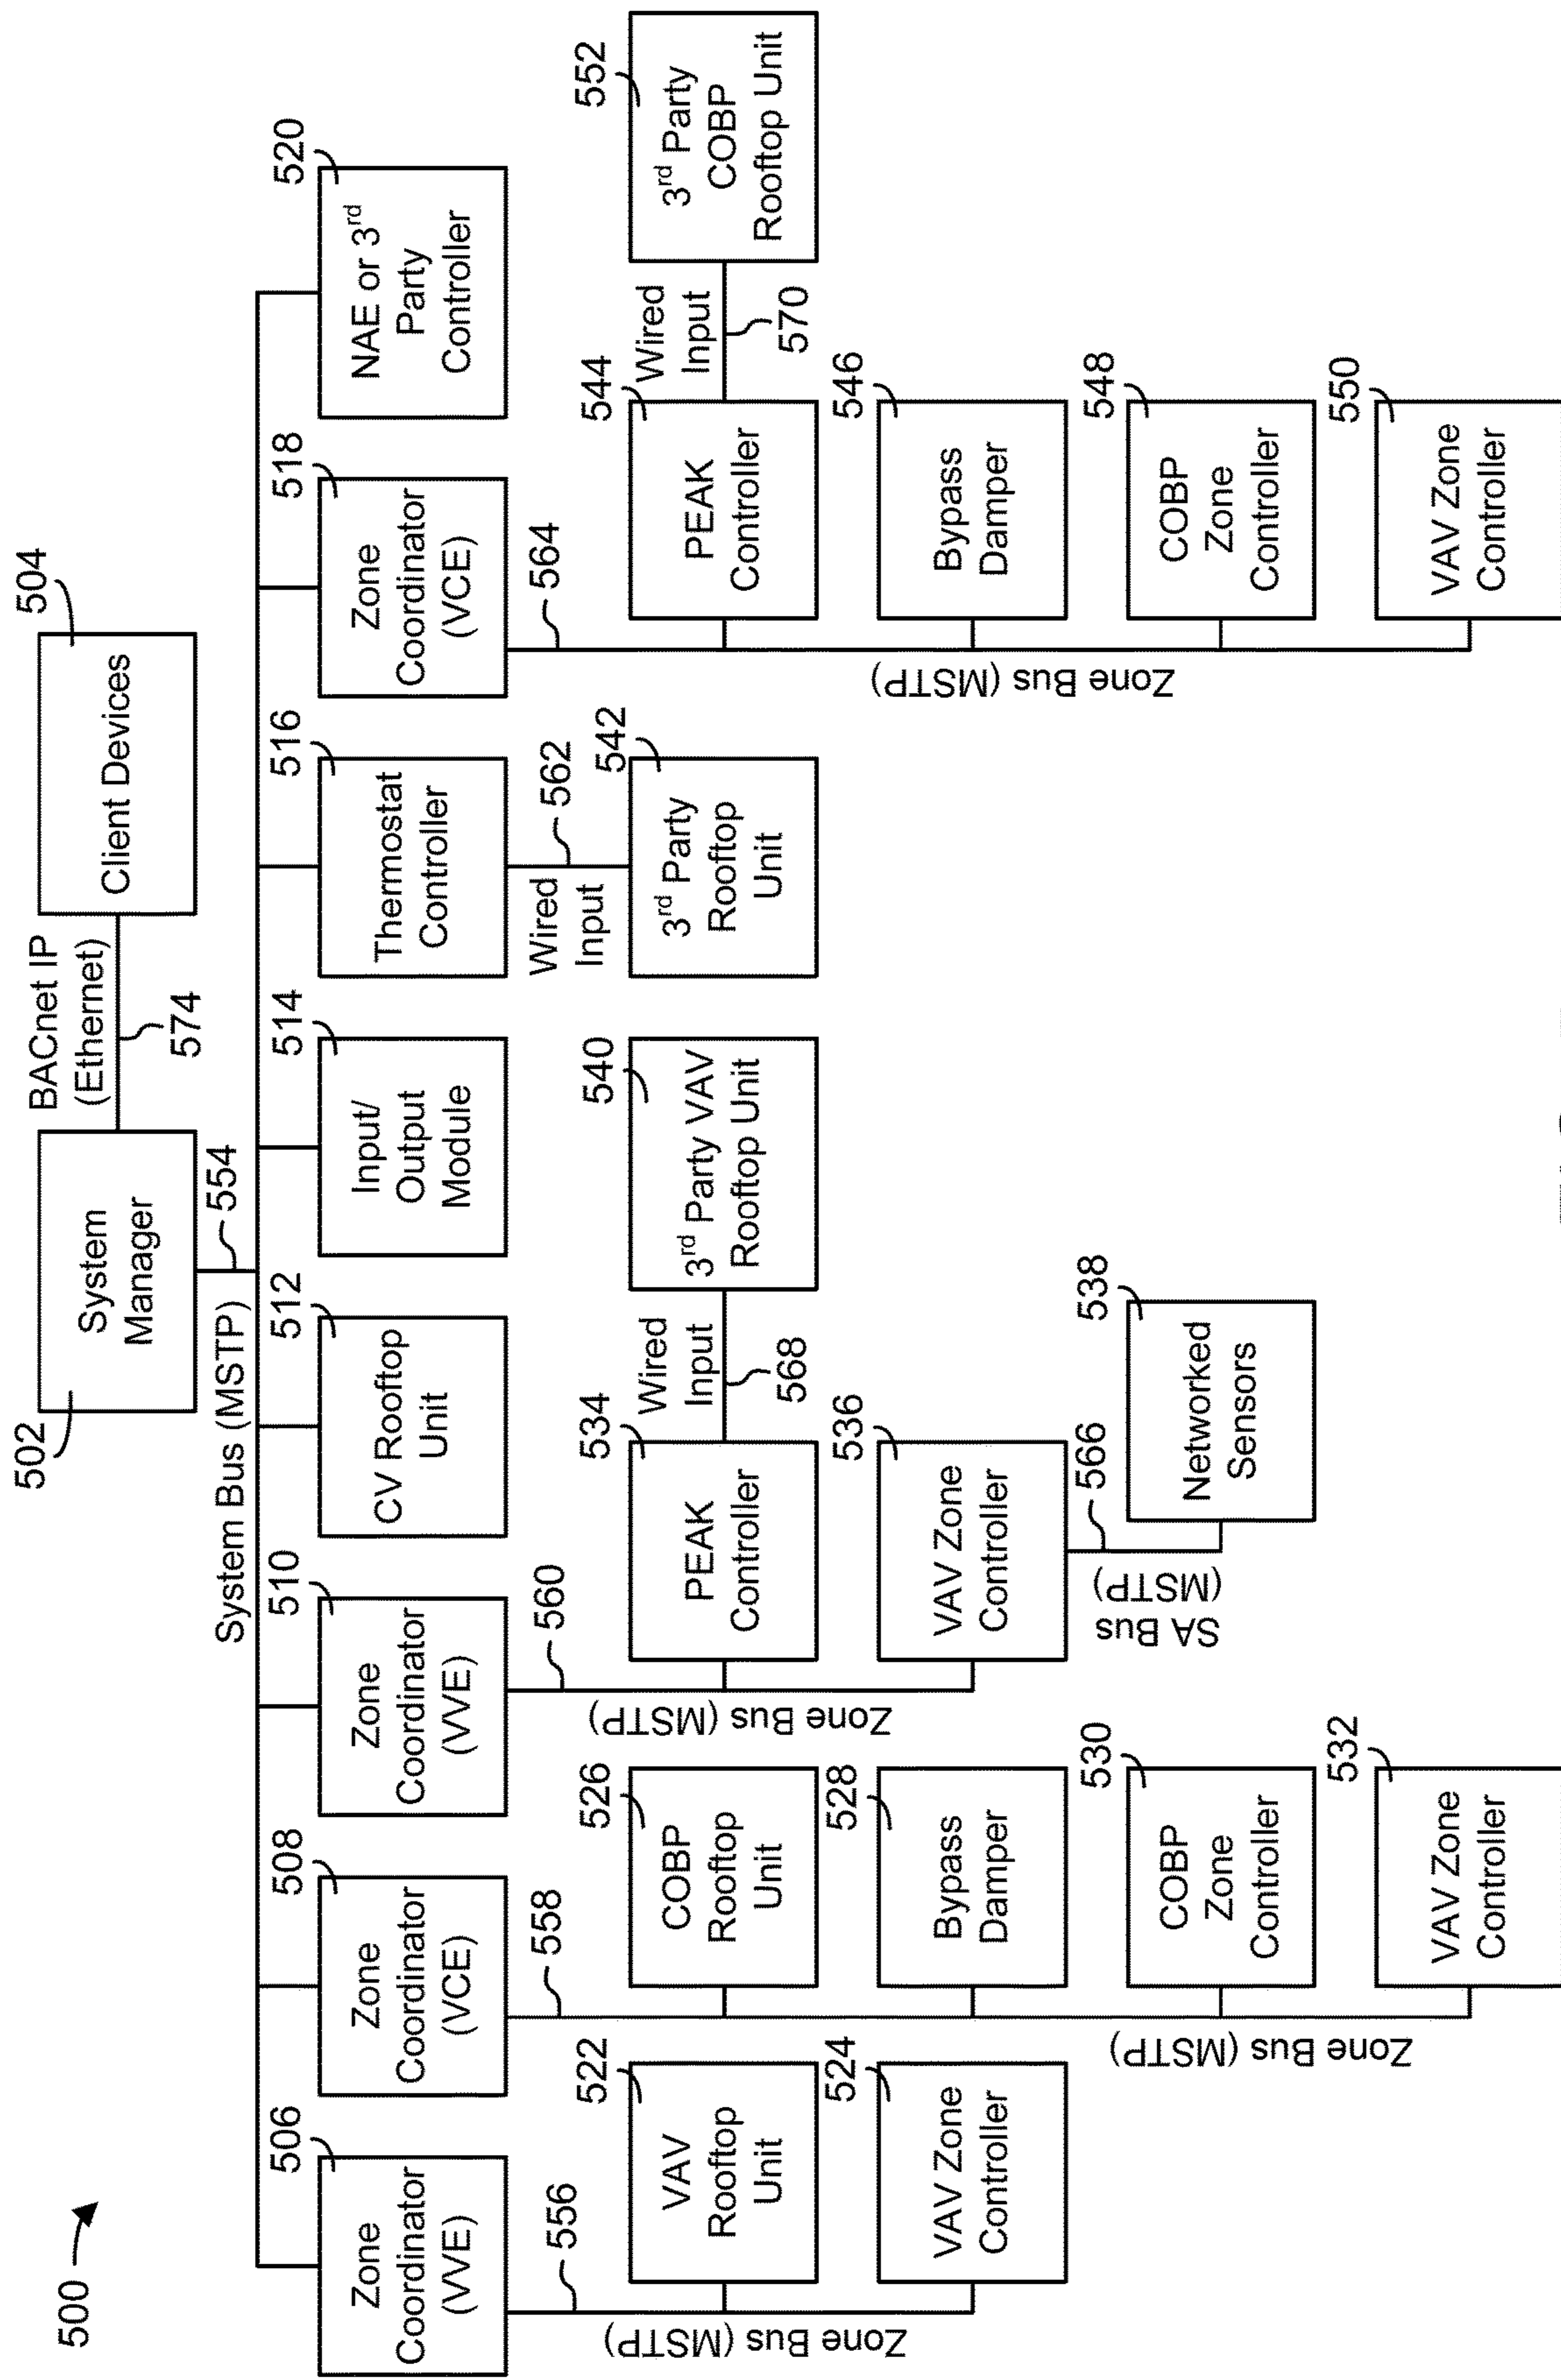 500
502
System
Manager
BACnet IP
(Ethernet)
574
504
Client Devices
System Bus (MSTP)
554
506
Zone
Coordinator
(VVE)
508
Zone
Coordinator
(VCE)
510
Zone
Coordinator
(VVE)
512
CV Rooftop
Unit
514
Input/
Output
Module
516
Thermostat
Controller
518
Zone
Coordinator
(VCE)
520
NAE or 3rd
Party
Controller
556
Zone Bus (MSTP)
522
VAV
Rooftop
Unit
524
VAV Zone
Controller
558
Zone Bus (MSTP)
526
COBP
Rooftop
Unit
528
Bypass
Damper
530
COBP
Zone
Controller
532
VAV Zone
Controller
560
Zone Bus (MSTP)
534
PEAK
Controller
Wired
Input
568
540
3rd Party VAV
Rooftop Unit
536
VAV Zone
Controller
566
SA Bus
(MSTP)
538
Networked
Sensors
Wired
Input
562
542
3rd Party
Rooftop
Unit
564
Zone Bus (MSTP)
544
PEAK
Controller
Wired
Input
570
552
3rd Party
COBP
Rooftop Unit
546
Bypass
Damper
548
COBP
Zone
Controller
550
VAV Zone
Controller